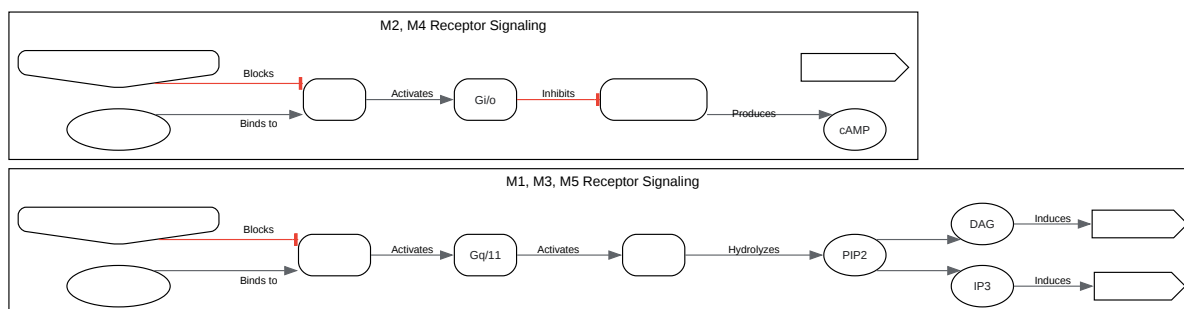 M2, M4 Receptor Signaling
Blocks
Activates
Gi/o
Inhibits
Binds to
Produces
cAMP
M1, M3, M5 Receptor Signaling
Blocks
DAG
Induces
Activates
Gq/11
Activates
Hydrolyzes
PIP2
Binds to
IP3
Induces